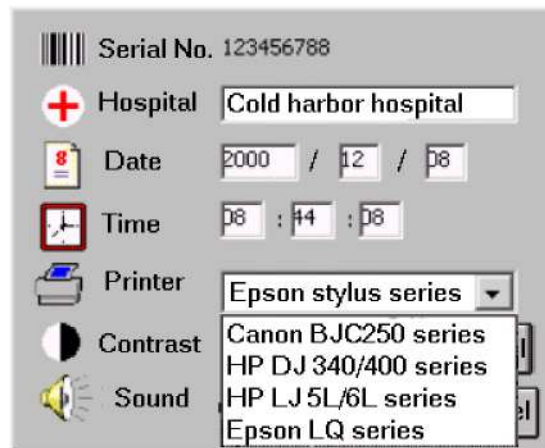 Serial No. 123456788
Hospital Cold harbor hospital
Date 2000 / 12 / 08
Time 08 : 44 : 08
Printer Epson stylus series
Canon BJC250 series
Contrast HP DJ 340/400 series
HP LJ 5L/6L series
Sound Epson LQ series